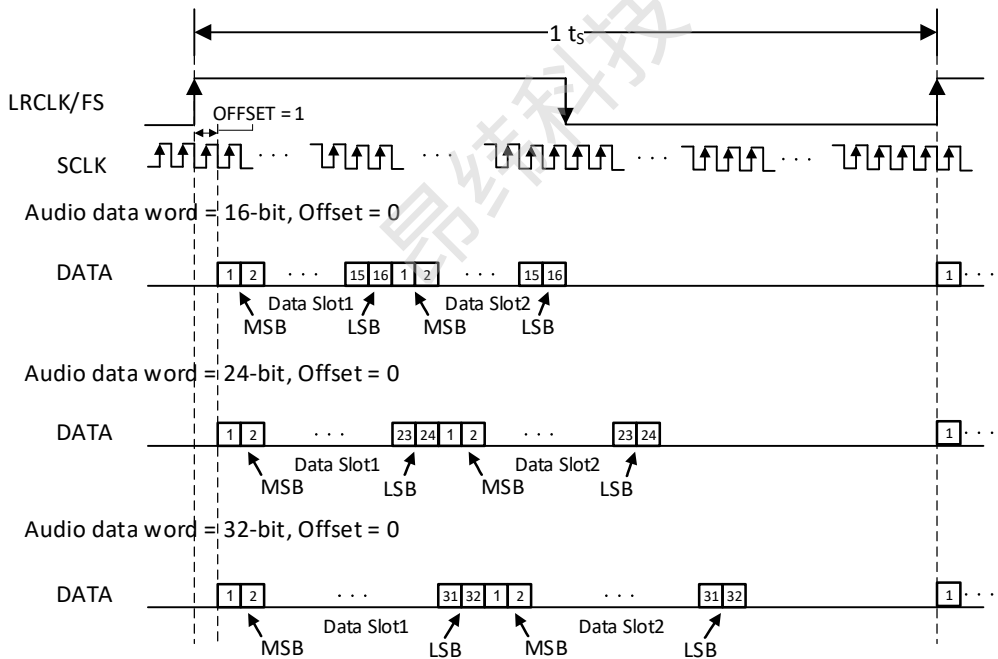 1 tS
LRCLK/FS
OFFSET = 1
SCLK · · · · · · · · · · · ·
Audio data word = 16-bit, Offset = 0
DATA 1 2 · · · 15 16 1 2 · · · 15 16 1 · · ·
Data Slot1 Data Slot2
MSB LSB MSB LSB
Audio data word = 24-bit, Offset = 0
DATA 1 2 · · · 23 24 1 2 · · · 23 24 1 · · ·
Data Slot1 Data Slot2
MSB LSB MSB LSB
Audio data word = 32-bit, Offset = 0
DATA 1 2 · · · 31 32 1 2 · · · 31 32 1 · · ·
Data Slot1 Data Slot2
MSB LSB MSB LSB
昂纬科技